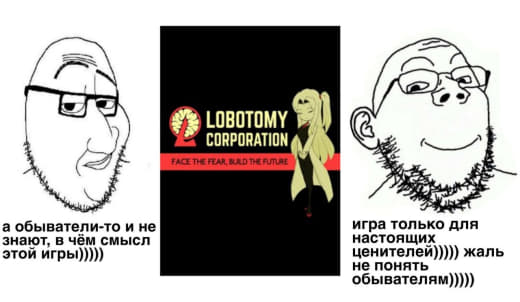 LOBOTOMY
CORPORATION
FACE THE FEAR, BUILD THE FUTURE
а обыватели-то и не
знают, в чём смысл
этой игры)))))
игра только для
настоящих
ценителей))))) жаль
не понять
обывателям)))))